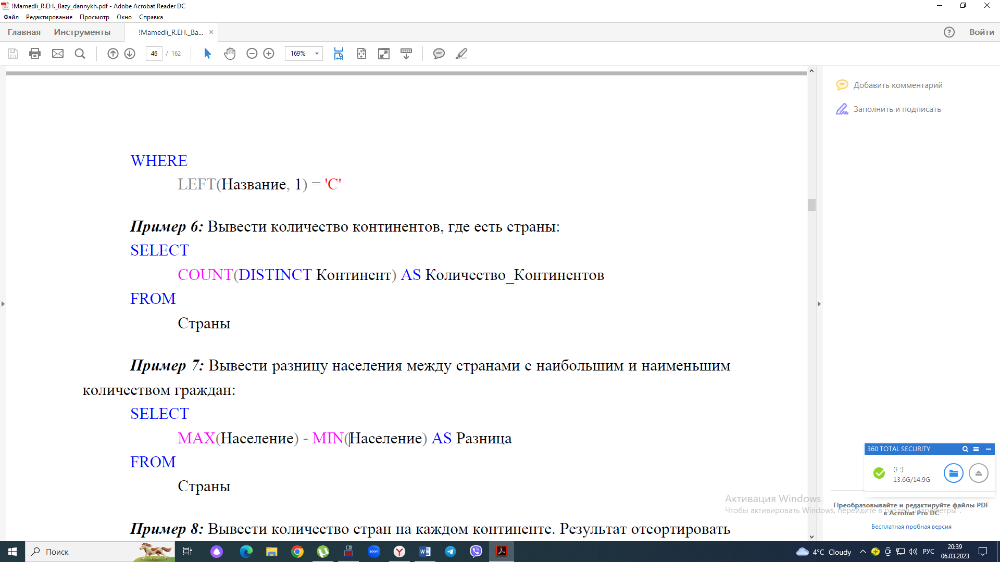 !Mamedli_R.EH._Bazy_dannykh.pdf - Adobe Acrobat Reader DC
Файл Редактирование Просмотр Окно Справка
Главная Инструменты !Mamedli_R.EH._Ba... Войти
46 / 162 169%
Добавить комментарий
Заполнить и подписать
WHERE
LEFT(Название, 1) = 'С'
Пример 6: Вывести количество континентов, где есть страны:
SELECT
COUNT(DISTINCT Континент) AS Количество_Континентов
FROM
Страны
Пример 7: Вывести разницу населения между странами с наибольшим и наименьшим
количеством граждан:
SELECT
MAX(Население) - MIN(Население) AS Разница
FROM
Страны
Пример 8: Вывести количество стран на каждом континенте. Результат отсортировать
360 TOTAL SECURITY
(F :)
13.6G/14.9G
Активация Windows
Чтобы активировать Windows, перейдите в раздел "Параметры".
Преобразовывайте и редактируйте файлы PDF
в Acrobat Pro DC
Бесплатная пробная версия
Поиск
zoom
4°C Cloudy
РУС
20:39
06.03.2023